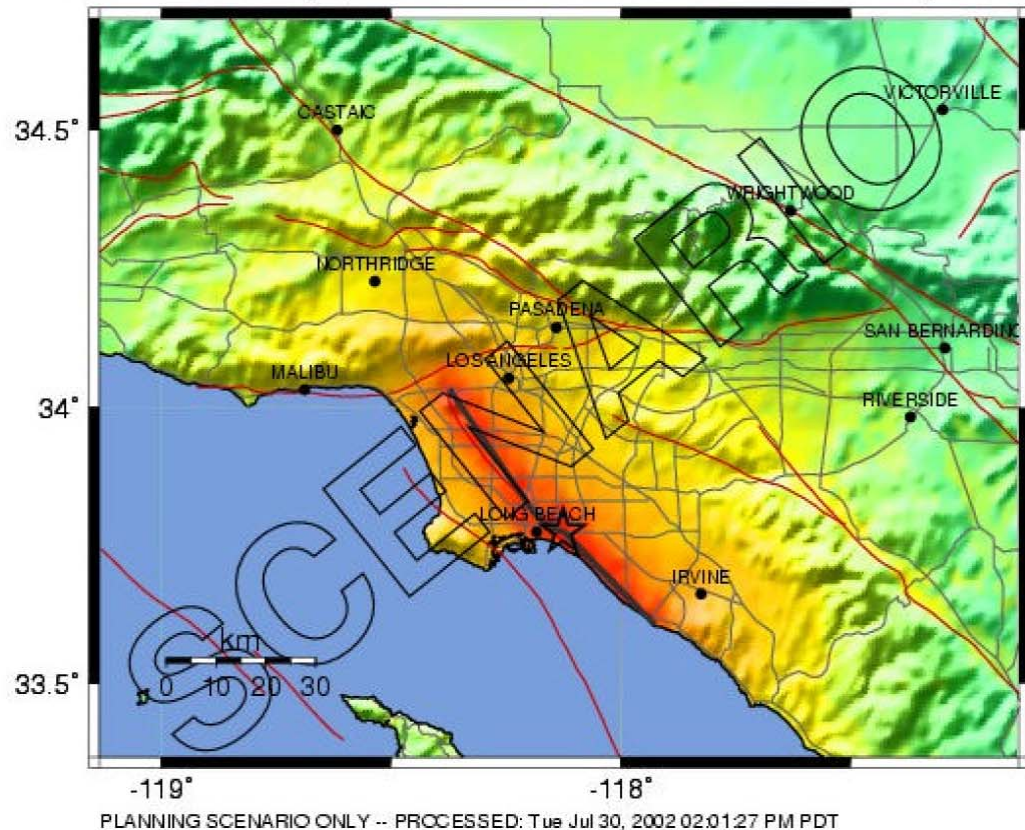 VICTORVILLE
34.5°
CASTAIC
WRIGHTWOOD
NORTHRIDGE
PASADENA
SAN BERNARDINO
LOS ANGELES
MALIBU
34°
RIVERSIDE
LONG BEACH
IRVINE
SCENARIO
km
0 10 20 30
33.5°
-119° -118°
PLANNING SCENARIO ONLY -- PROCESSED: Tue Jul 30, 2002 02:01:27 PM PDT